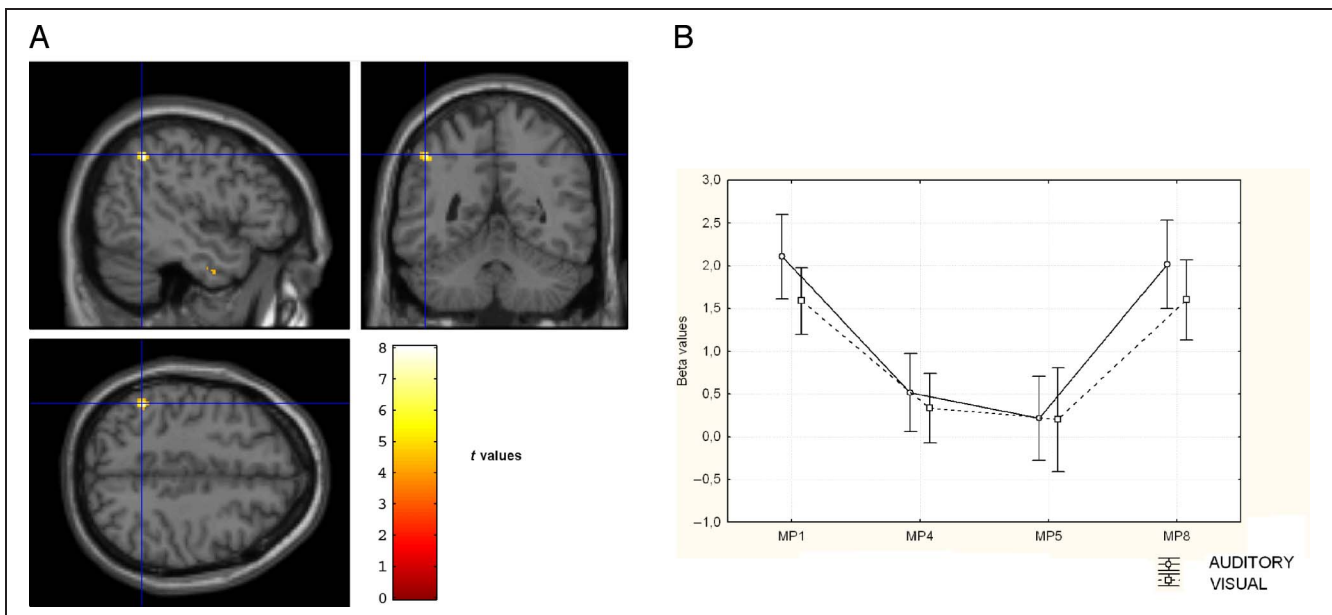 A
B
8
7
6
5
4
3
2
1
0
t values
3,0
2,5
2,0
1,5
1,0
0,5
0,0
–0,5
–1,0
Beta values
MP1 MP4 MP5 MP8
AUDITORY
VISUAL